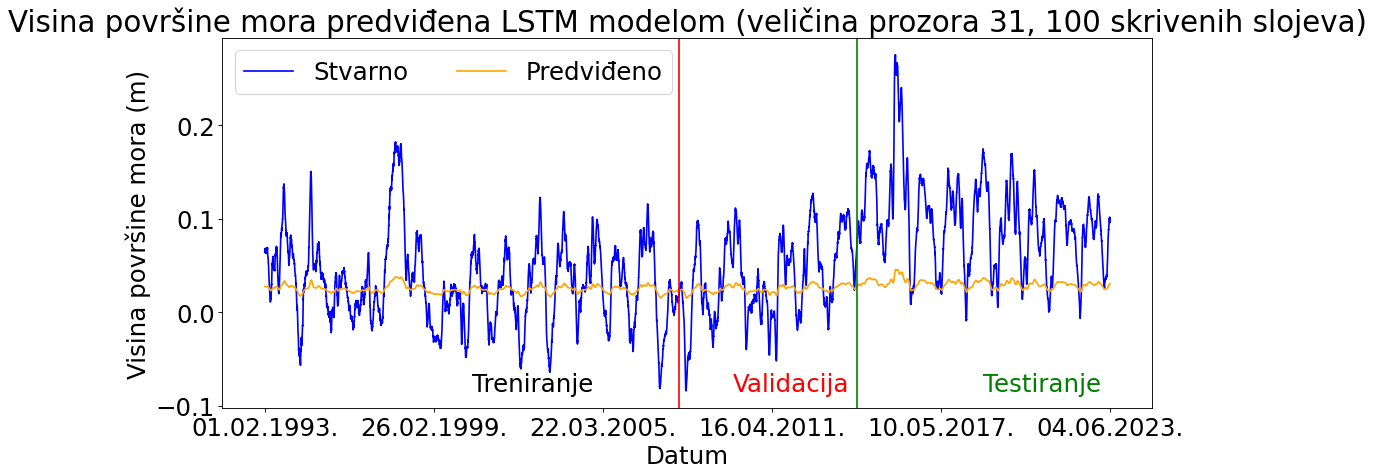 Visina površine mora predviđena LSTM modelom (veličina prozora 31, 100 skrivenih slojeva)
Stvarno
Predviđeno
Visina površine mora (m)
0.2
0.1
0.0
−0.1
Treniranje
Validacija
Testiranje
01.02.1993.
26.02.1999.
22.03.2005.
16.04.2011.
10.05.2017.
04.06.2023.
Datum